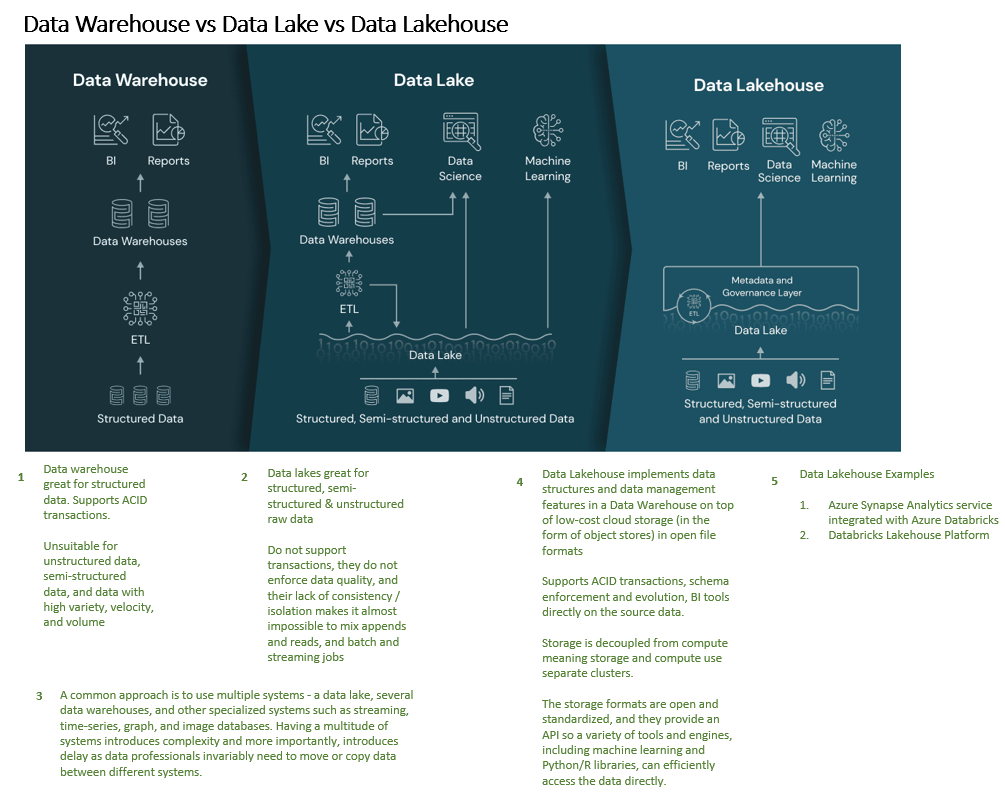 Data Warehouse vs Data Lake vs Data Lakehouse
Data Warehouse
BI
Reports
Data Warehouses
ETL
Structured Data
Data Lake
BI
Reports
Data
Science
Machine
Learning
Data Warehouses
ETL
Data Lake
Structured, Semi-structured and Unstructured Data
Data Lakehouse
BI
Reports
Data
Science
Machine
Learning
Metadata and
Governance Layer
ETL
Data Lake
Structured, Semi-structured
and Unstructured Data
1
Data warehouse
great for structured
data. Supports ACID
transactions.
Unsuitable for
unstructured data,
semi-structured
data, and data with
high variety, velocity,
and volume
2
Data lakes great for
structured, semi-
structured & unstructured
raw data
Do not support
transactions, they do not
enforce data quality, and
their lack of consistency /
isolation makes it almost
impossible to mix appends
and reads, and batch and
streaming jobs
3
A common approach is to use multiple systems - a data lake, several
data warehouses, and other specialized systems such as streaming,
time-series, graph, and image databases. Having a multitude of
systems introduces complexity and more importantly, introduces
delay as data professionals invariably need to move or copy data
between different systems.
4
Data Lakehouse implements data
structures and data management
features in a Data Warehouse on top
of low-cost cloud storage (in the
form of object stores) in open file
formats
Supports ACID transactions, schema
enforcement and evolution, BI tools
directly on the source data.
Storage is decoupled from compute
meaning storage and compute use
separate clusters.
The storage formats are open and
standardized, and they provide an
API so a variety of tools and engines,
including machine learning and
Python/R libraries, can efficiently
access the data directly.
5
Data Lakehouse Examples
1. Azure Synapse Analytics service
integrated with Azure Databricks
2. Databricks Lakehouse Platform